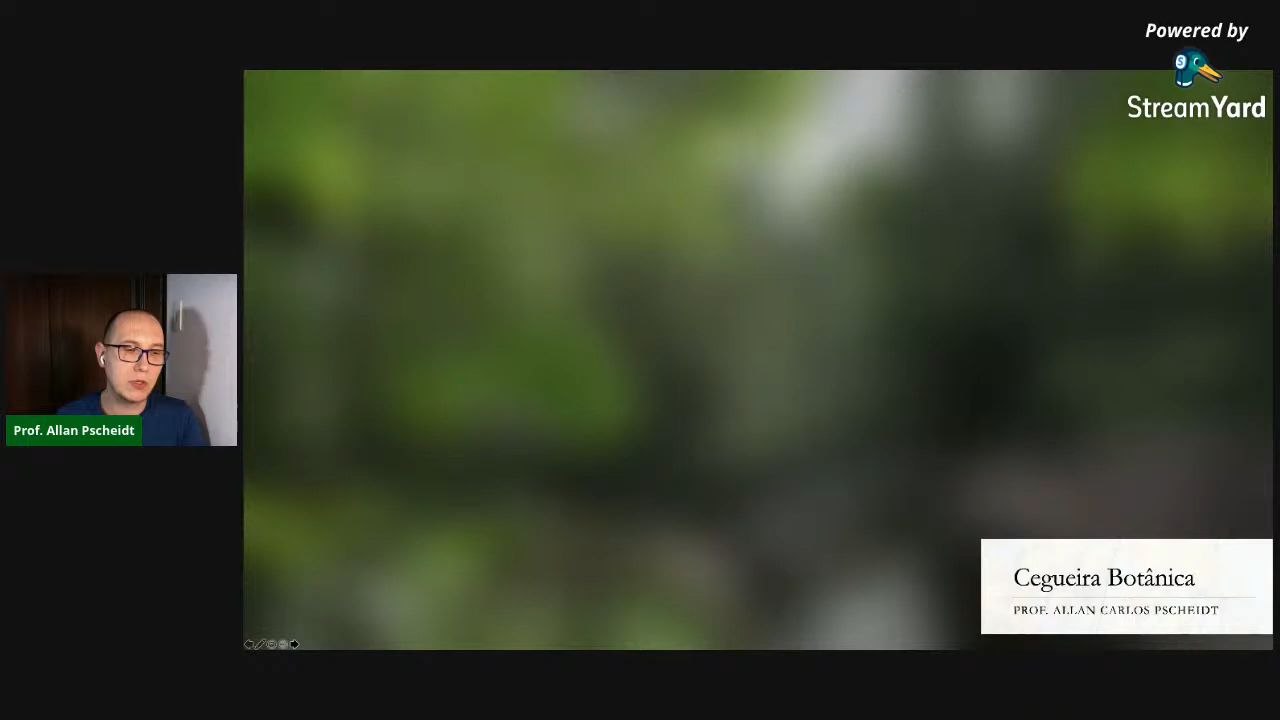 Powered by
StreamYard
Prof. Allan Pscheidt
Cegueira Botânica
PROF. ALLAN CARLOS PSCHEIDT